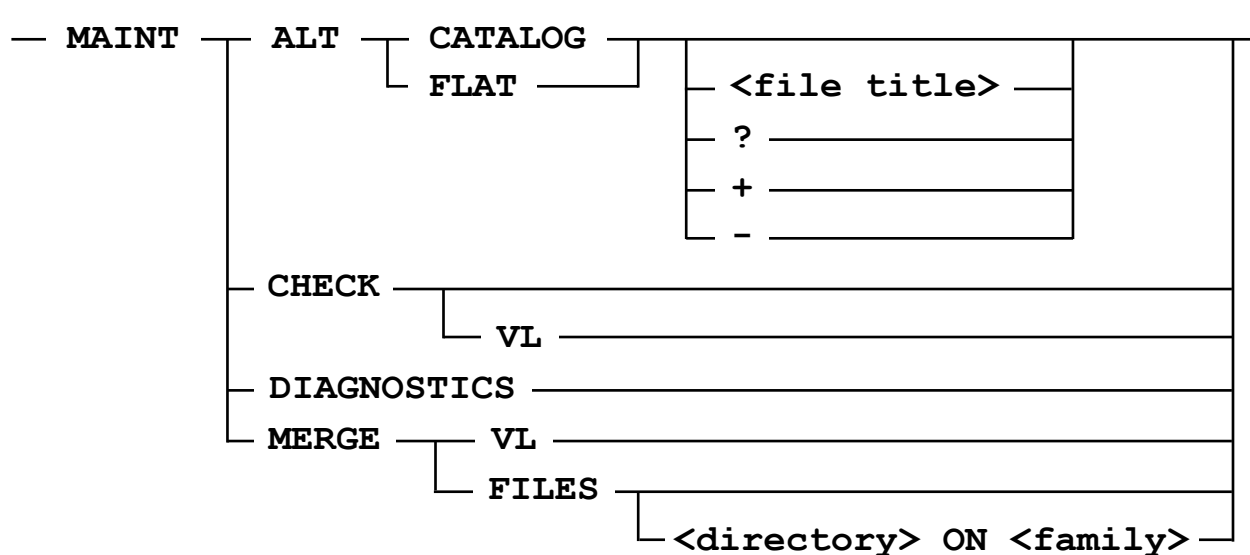 MAINT ALT CATALOG
FLAT <file title>
?
+
-
CHECK
VL
DIAGNOSTICS
MERGE VL
FILES
<directory> ON <family>